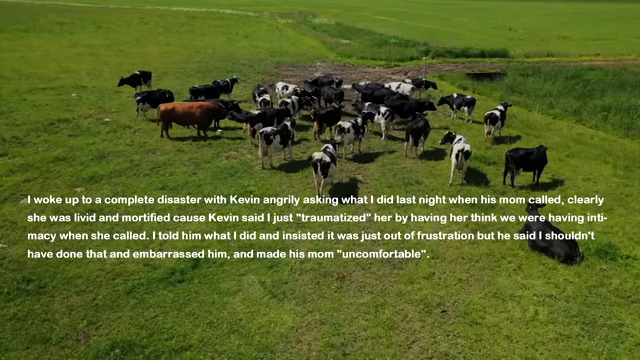 I woke up to a complete disaster with Kevin angrily asking what I did last night when his mom called, clearly
she was livid and mortified cause Kevin said I just "traumatized" her by having her think we were having inti-
macy when she called. I told him what I did and insisted it was just out of frustration but he said I shouldn't
have done that and embarrassed him, and made his mom "uncomfortable".